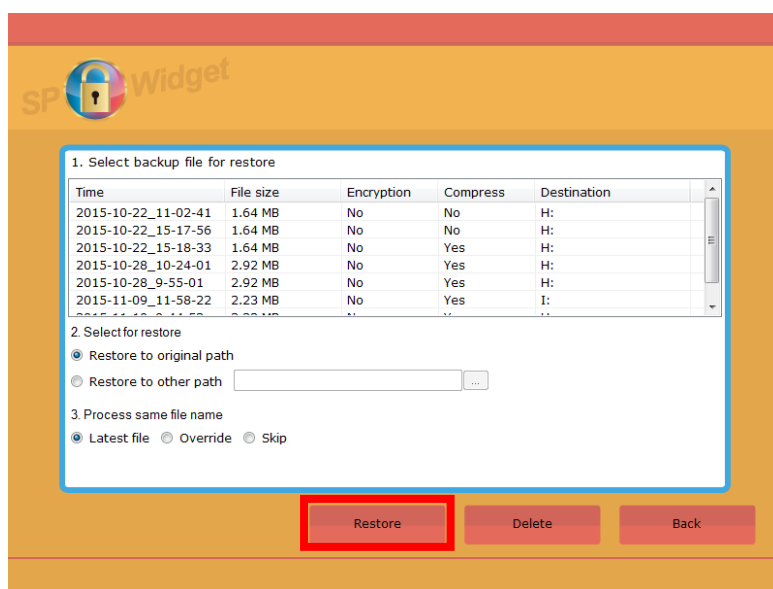 SP Widget
1. Select backup file for restore
Time File size Encryption Compress Destination
2015-10-22_11-02-41 1.64 MB No No H:
2015-10-22_15-17-56 1.64 MB No No H:
2015-10-22_15-18-33 1.64 MB No Yes H:
2015-10-28_10-24-01 2.92 MB No Yes H:
2015-10-28_9-55-01 2.92 MB No Yes H:
2015-11-09_11-58-22 2.23 MB No Yes I:
2. Select for restore
Restore to original path
Restore to other path ...
3. Process same file name
Latest file Override Skip
Restore Delete Back